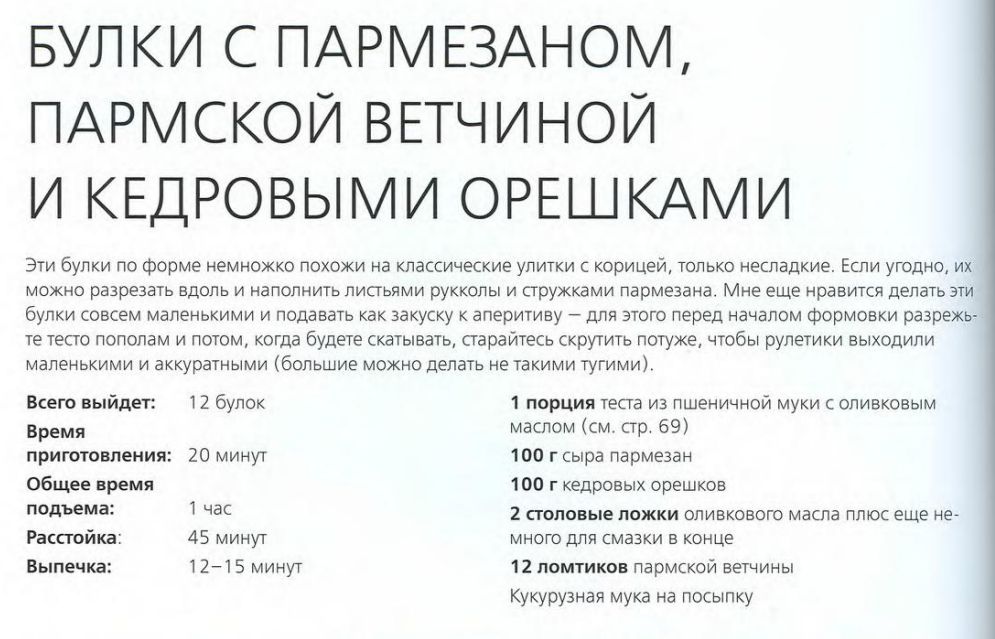 БУЛКИ С ПАРМЕЗАНОМ,
ПАРМСКОЙ ВЕТЧИНОЙ
И КЕДРОВЫМИ ОРЕШКАМИ
Эти булки по форме немножко похожи на классические улитки с корицей, только несладкие. Если угодно, их
можно разрезать вдоль и наполнить листьями рукколы и стружками пармезана. Мне еще нравится делать эти
булки совсем маленькими и подавать как закуску к аперитиву — для этого перед началом формовки разрежь-
те тесто пополам и потом, когда будете скатывать, старайтесь скрутить потуже, чтобы рулетики выходили
маленькими и аккуратными (большие можно делать не такими тугими).
Всего выйдет: 12 булок
Время
приготовления: 20 минут
Общее время
подъема: 1 час
Расстойка: 45 минут
Выпечка: 12–15 минут
1 порция теста из пшеничной муки с оливковым
маслом (см. стр. 69)
100 г сыра пармезан
100 г кедровых орешков
2 столовые ложки оливкового масла плюс еще не-
много для смазки в конце
12 ломтиков пармской ветчины
Кукурузная мука на посыпку